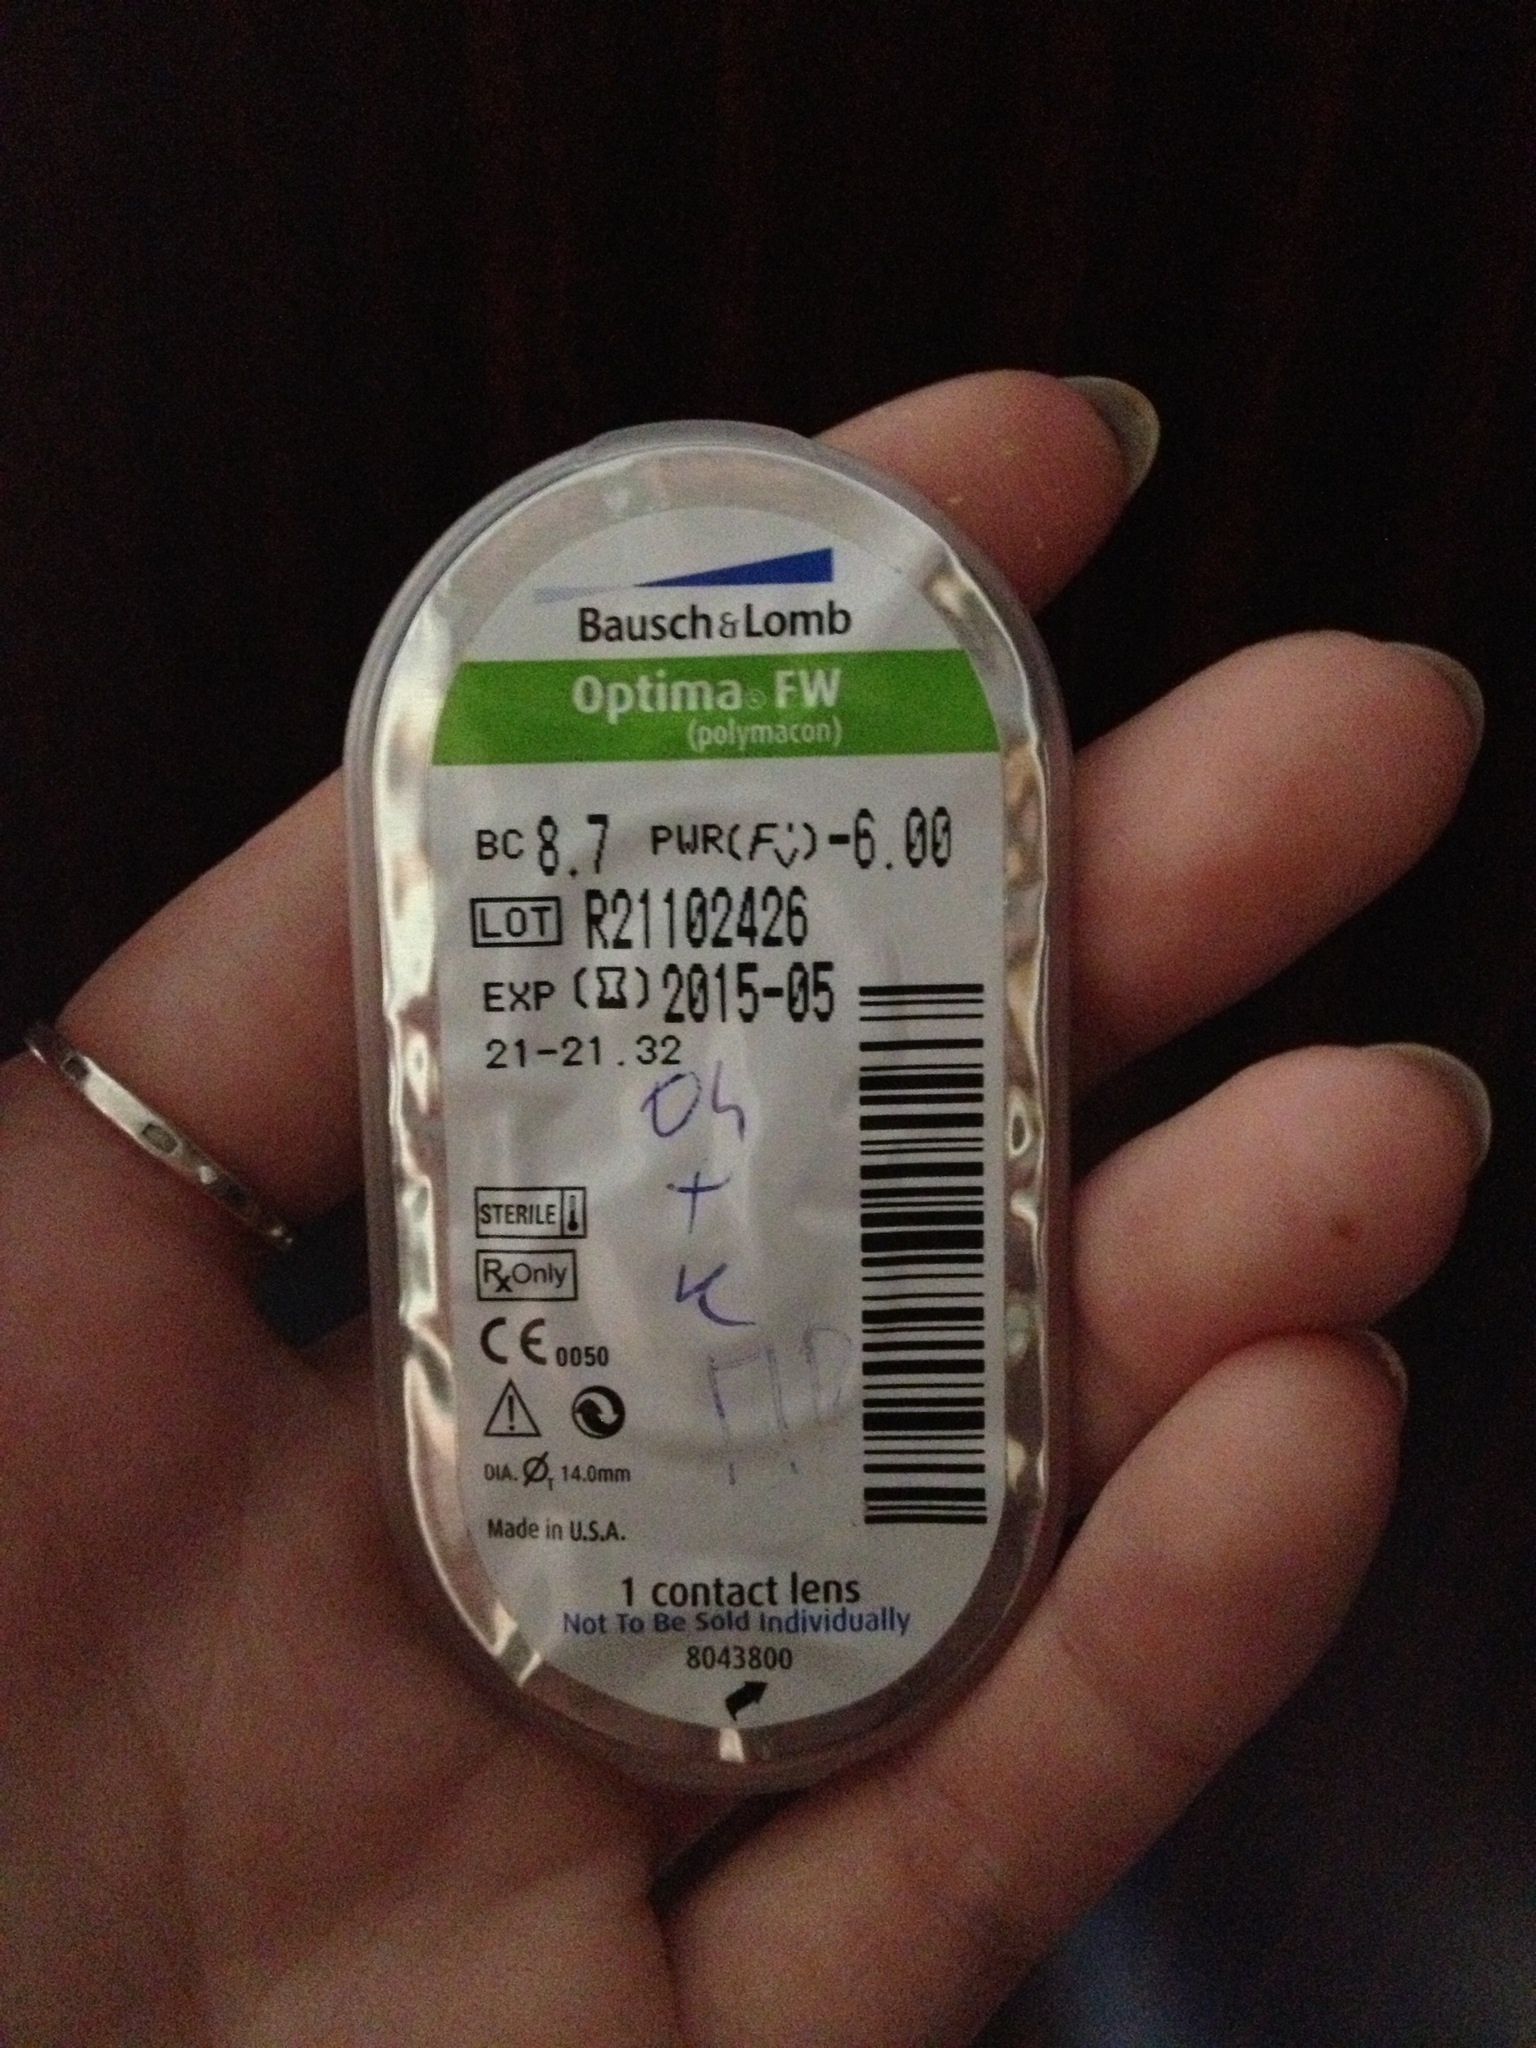 Bausch & Lomb
Optima® FW
(polymacon)
BC 8.7 PWR(F'v) -6.00
LOT R21102426
EXP 2015-05
21-21.32
STERILE
Rx Only
CE 0050
DIA. Ø T 14.0mm
Made in U.S.A.
1 contact lens
Not To Be Sold Individually
8043800